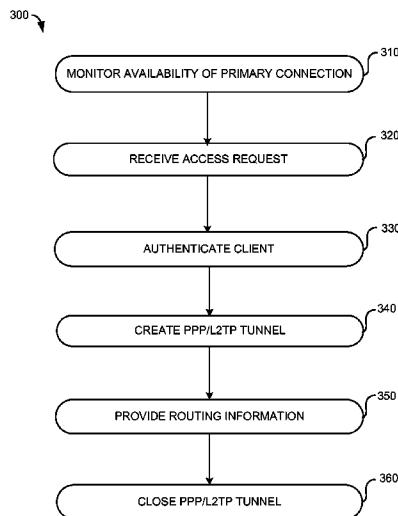 300
MONITOR AVAILABILITY OF PRIMARY CONNECTION
310
RECEIVE ACCESS REQUEST
320
AUTHENTICATE CLIENT
330
CREATE PPP/L2TP TUNNEL
340
PROVIDE ROUTING INFORMATION
350
CLOSE PPP/L2TP TUNNEL
360